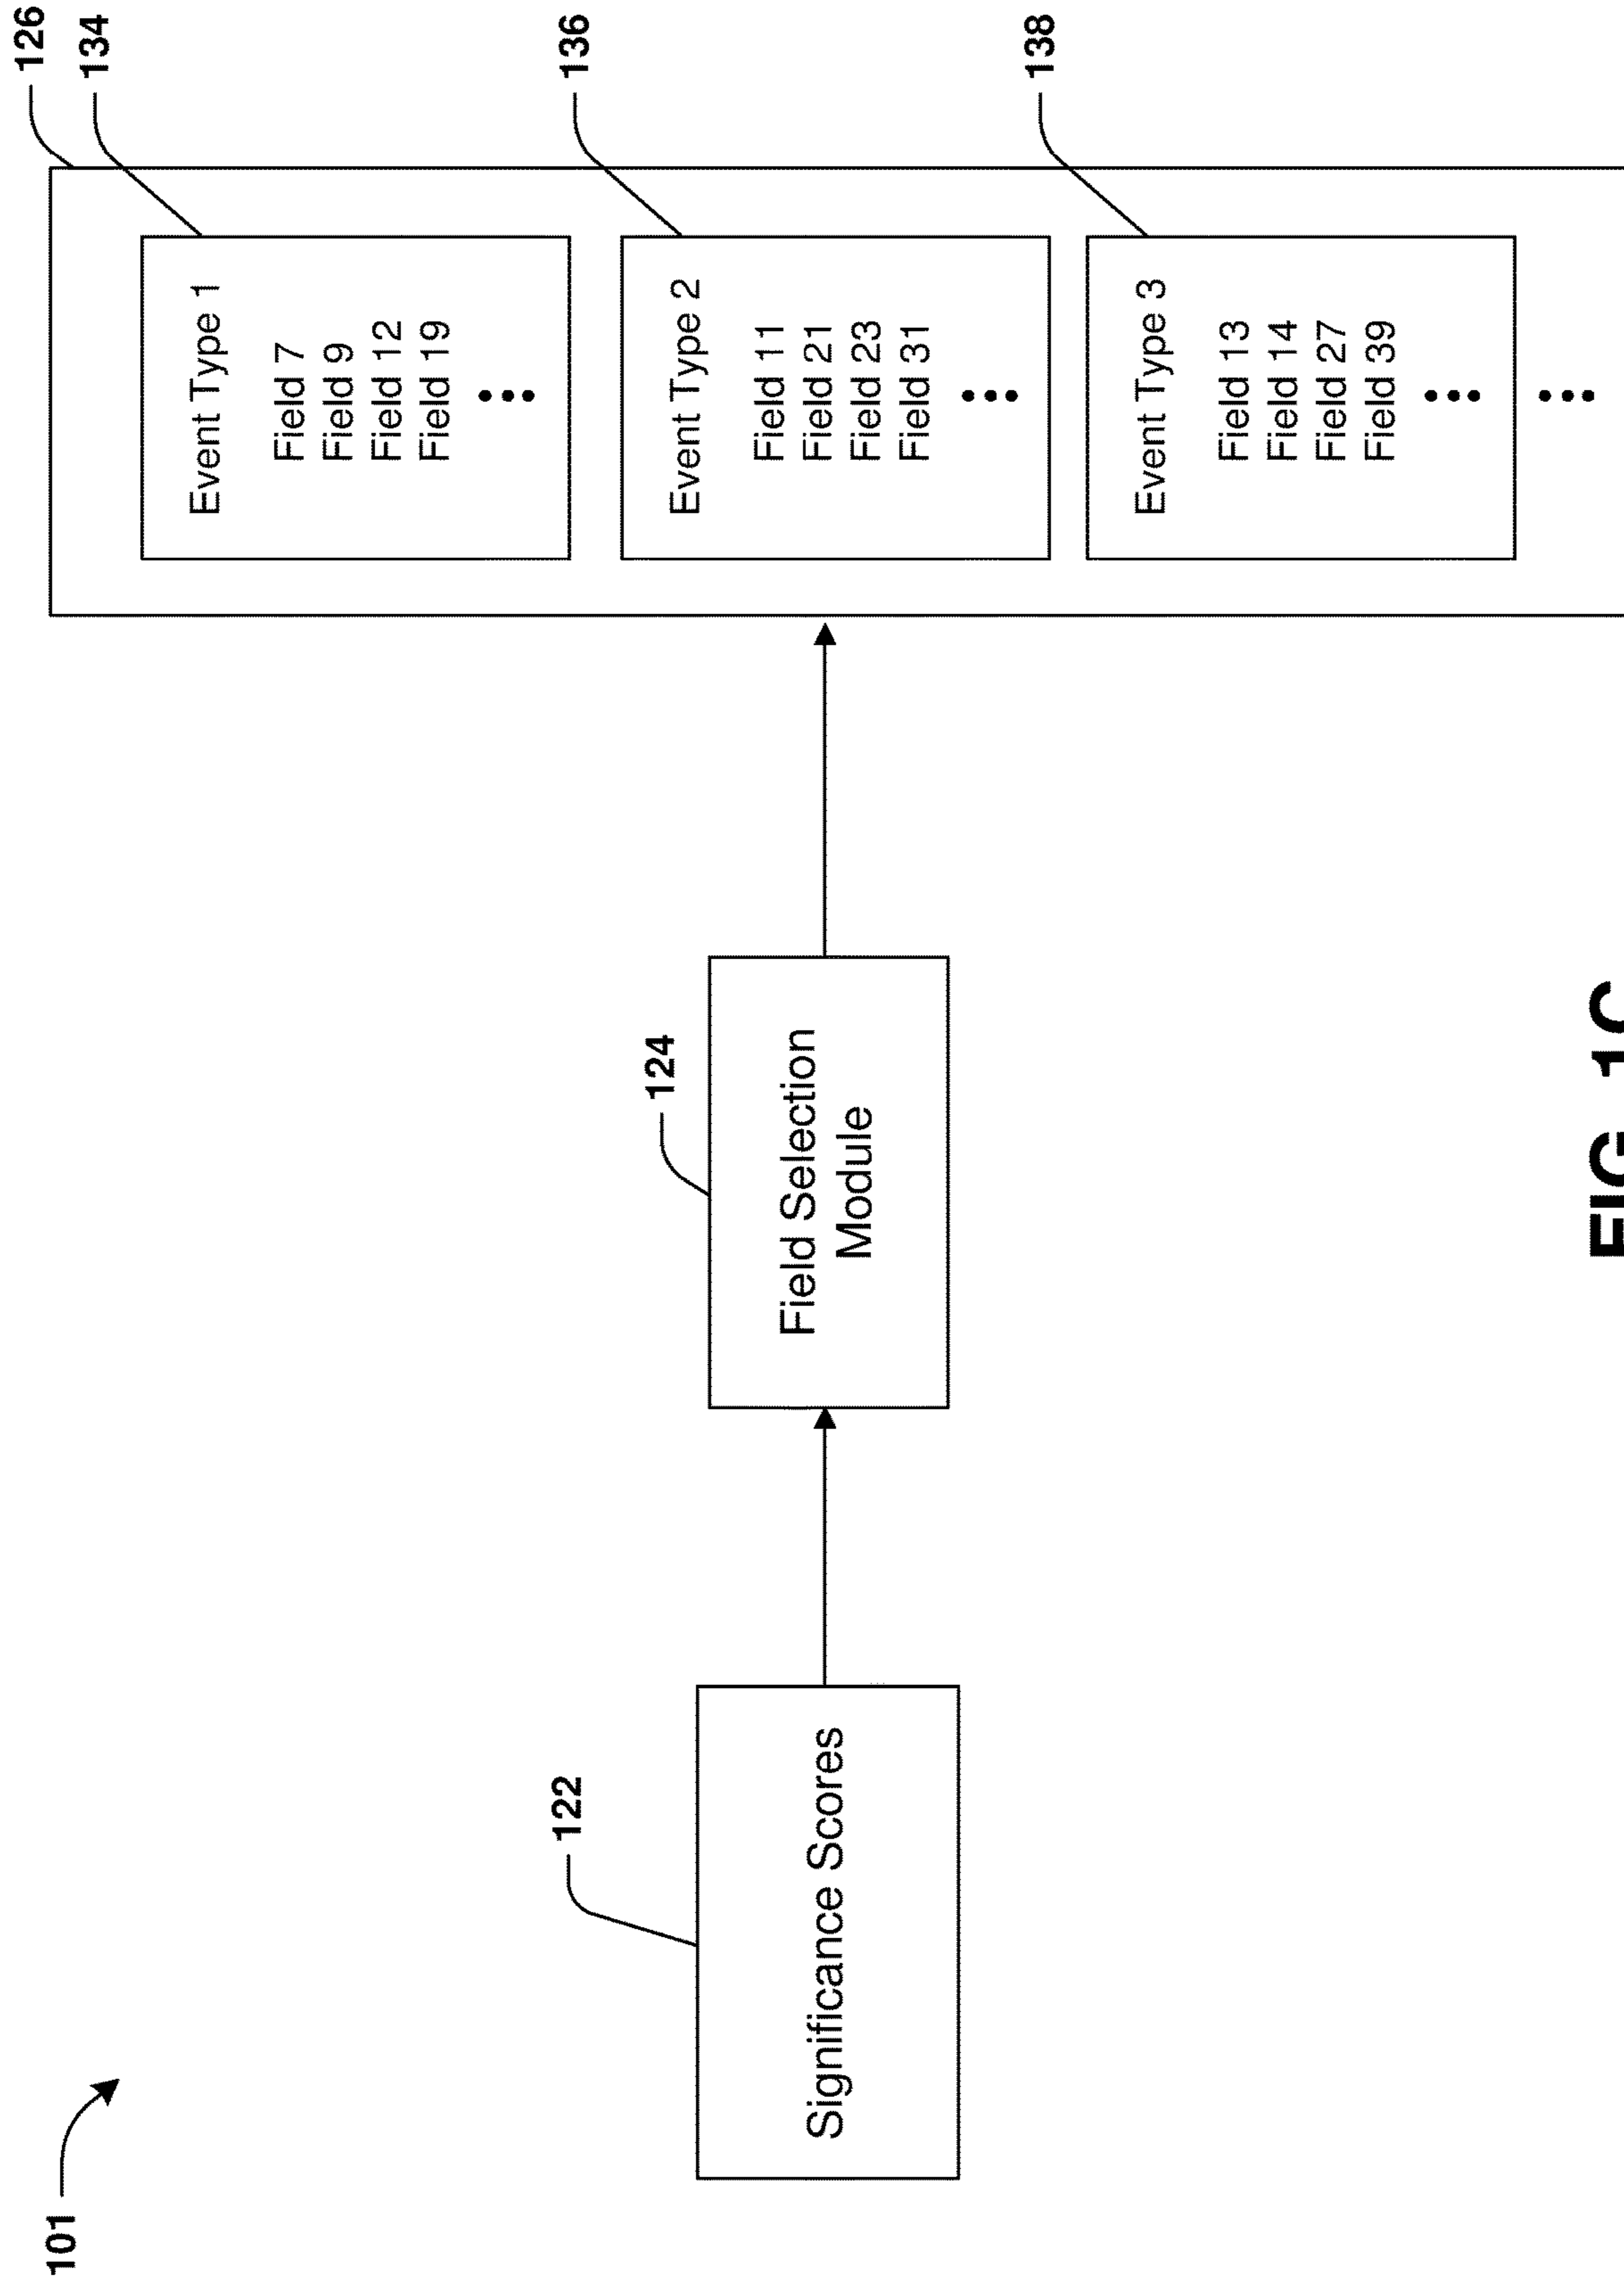 101
122
Significance Scores
124
Field Selection
Module
126
134
Event Type 1
Field 7
Field 9
Field 12
Field 19
136
Event Type 2
Field 11
Field 21
Field 23
Field 31
138
Event Type 3
Field 13
Field 14
Field 27
Field 39
FIG. 1C